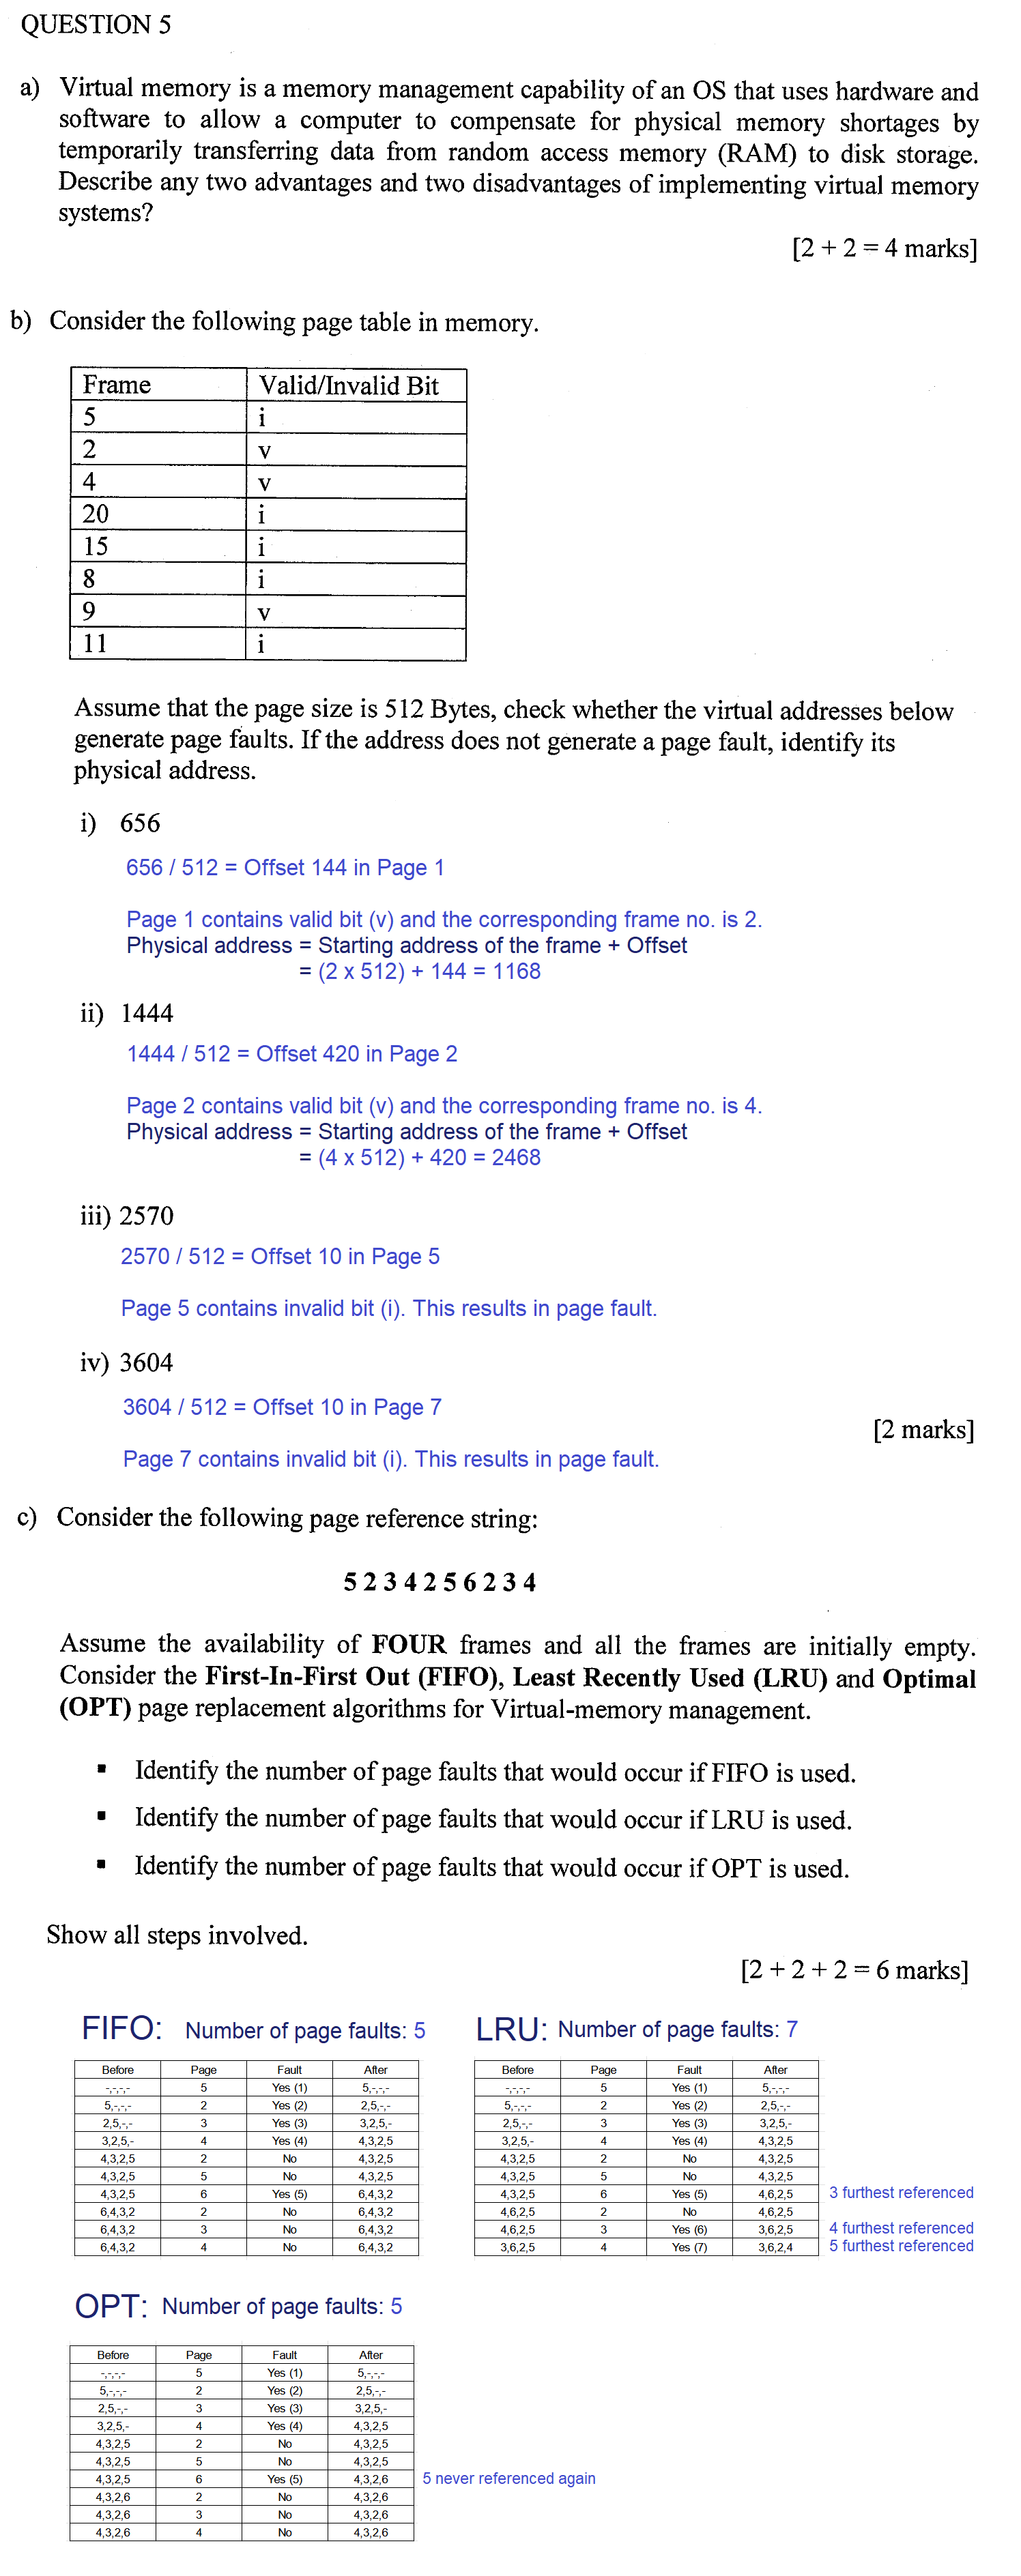 QUESTION 5
a) Virtual memory is a memory management capability of an OS that uses hardware and
software to allow a computer to compensate for physical memory shortages by
temporarily transferring data from random access memory (RAM) to disk storage.
Describe any two advantages and two disadvantages of implementing virtual memory
systems?
[2 + 2 = 4 marks]
b) Consider the following page table in memory.
Frame Valid/Invalid Bit
5 i
2 v
4 v
20 i
15 i
8 i
9 v
11 i
Assume that the page size is 512 Bytes, check whether the virtual addresses below
generate page faults. If the address does not generate a page fault, identify its
physical address.
i) 656
656 / 512 = Offset 144 in Page 1
Page 1 contains valid bit (v) and the corresponding frame no. is 2.
Physical address = Starting address of the frame + Offset
= (2 x 512) + 144 = 1168
ii) 1444
1444 / 512 = Offset 420 in Page 2
Page 2 contains valid bit (v) and the corresponding frame no. is 4.
Physical address = Starting address of the frame + Offset
= (4 x 512) + 420 = 2468
iii) 2570
2570 / 512 = Offset 10 in Page 5
Page 5 contains invalid bit (i). This results in page fault.
iv) 3604
3604 / 512 = Offset 10 in Page 7
[2 marks]
Page 7 contains invalid bit (i). This results in page fault.
c) Consider the following page reference string:
5 2 3 4 2 5 6 2 3 4
Assume the availability of FOUR frames and all the frames are initially empty.
Consider the First-In-First Out (FIFO), Least Recently Used (LRU) and Optimal
(OPT) page replacement algorithms for Virtual-memory management.
▪ Identify the number of page faults that would occur if FIFO is used.
▪ Identify the number of page faults that would occur if LRU is used.
▪ Identify the number of page faults that would occur if OPT is used.
Show all steps involved.
[2 + 2 + 2 = 6 marks]
FIFO: Number of page faults: 5
Before Page Fault After
-,-,-,- 5 Yes (1) 5,-,-,-
5,-,-,- 2 Yes (2) 2,5,-,-
2,5,-,- 3 Yes (3) 3,2,5,-
3,2,5,- 4 Yes (4) 4,3,2,5
4,3,2,5 2 No 4,3,2,5
4,3,2,5 5 No 4,3,2,5
4,3,2,5 6 Yes (5) 6,4,3,2
6,4,3,2 2 No 6,4,3,2
6,4,3,2 3 No 6,4,3,2
6,4,3,2 4 No 6,4,3,2
LRU: Number of page faults: 7
Before Page Fault After
-,-,-,- 5 Yes (1) 5,-,-,-
5,-,-,- 2 Yes (2) 2,5,-,-
2,5,-,- 3 Yes (3) 3,2,5,-
3,2,5,- 4 Yes (4) 4,3,2,5
4,3,2,5 2 No 4,3,2,5
4,3,2,5 5 No 4,3,2,5
4,3,2,5 6 Yes (5) 4,6,2,5 3 furthest referenced
4,6,2,5 2 No 4,6,2,5
4,6,2,5 3 Yes (6) 3,6,2,5 4 furthest referenced
3,6,2,5 4 Yes (7) 3,6,2,4 5 furthest referenced
OPT: Number of page faults: 5
Before Page Fault After
-,-,-,- 5 Yes (1) 5,-,-,-
5,-,-,- 2 Yes (2) 2,5,-,-
2,5,-,- 3 Yes (3) 3,2,5,-
3,2,5,- 4 Yes (4) 4,3,2,5
4,3,2,5 2 No 4,3,2,5
4,3,2,5 5 No 4,3,2,5
4,3,2,5 6 Yes (5) 4,3,2,6 5 never referenced again
4,3,2,6 2 No 4,3,2,6
4,3,2,6 3 No 4,3,2,6
4,3,2,6 4 No 4,3,2,6